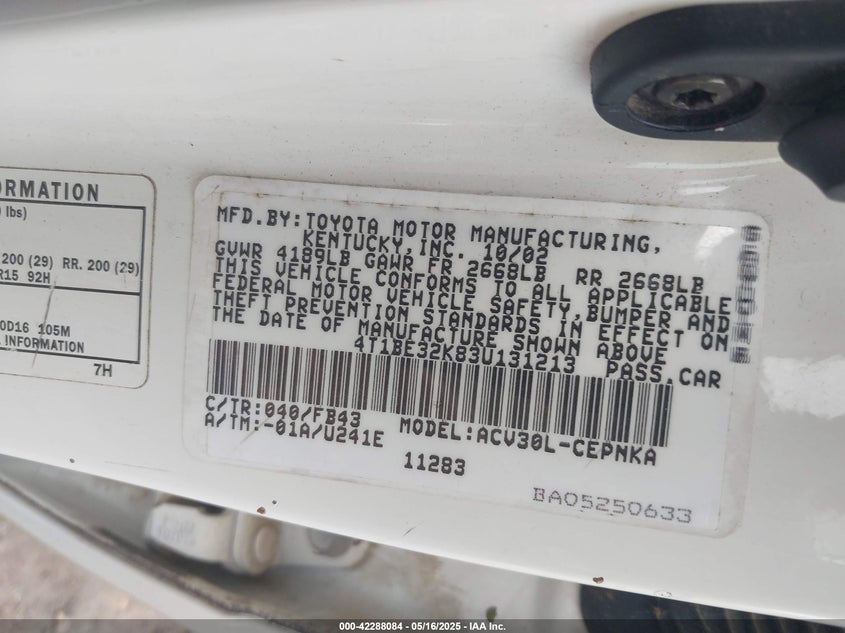 ORMATION
lbs)
200 (29) RR. 200 (29)
R15 92H
0D16 105M
INFORMATION
7H
MFD.BY:TOYOTA MOTOR MANUFACTURING,
KENTUCKY,INC. 10/02
GVWR 4189LB GAWR FR 2668LB RR 2668LB
THIS VEHICLE CONFORMS TO ALL APPLICABLE
FEDERAL MOTOR VEHICLE SAFETY,BUMPER AND
THEFT PREVENTION STANDARDS IN EFFECT ON
THE DATE OF MANUFACTURE SHOWN ABOVE
4T1BE32K83U131213 PASS.CAR
C/TR:040/FB43 MODEL:ACV30L-CEPNKA
A/TM:-01A/U241E
11283
BA05250633
000-42288084 - 05/16/2025 - IAA Inc.